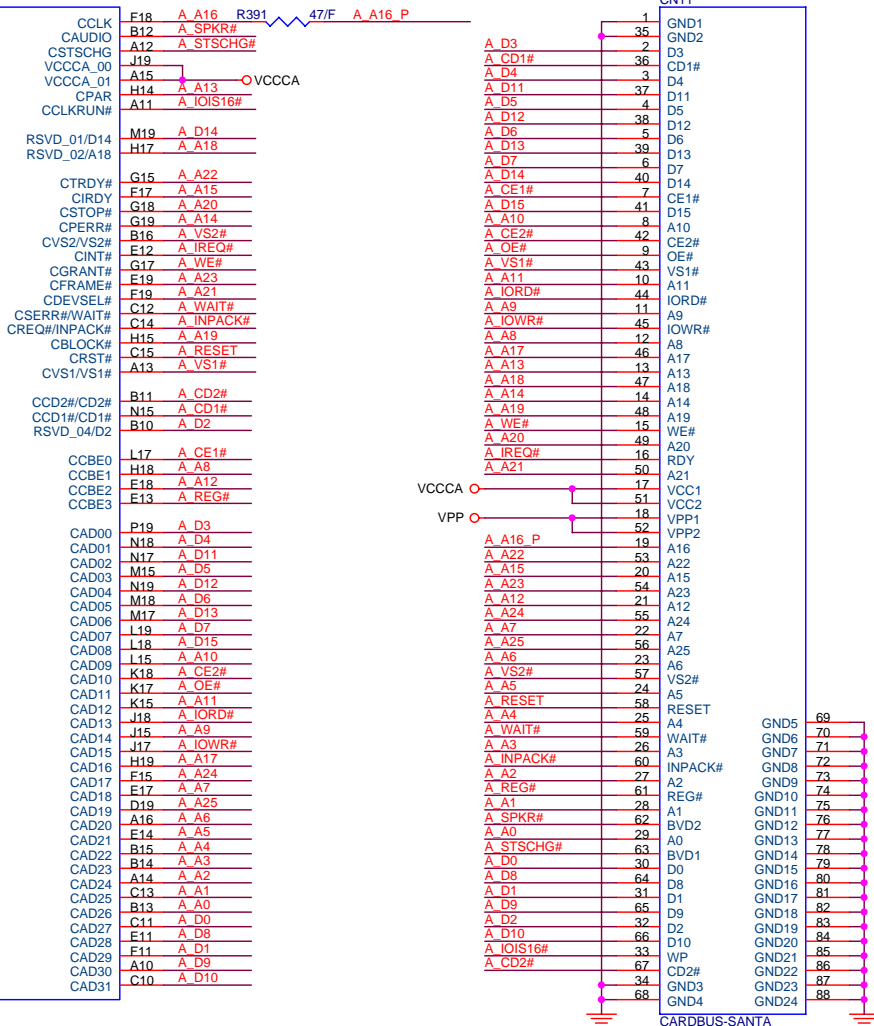 CCLK F18 A_A16 R391 47/F A_A16_P
CAUDIO B12 A_SPKR#
CSTSCHG A12 A_STSCHG#
VCCCA_00 J19
VCCCA_01 A15 VCCCA
CPAR H14 A_A13
CCLKRUN# A11 A_IOIS16#
RSVD_01/D14 M19 A_D14
RSVD_02/A18 H17 A_A18
CTRDY# G15 A_A22
CIRDY F17 A_A15
CSTOP# G18 A_A20
CPERR# G19 A_A14
CVS2/VS2# B16 A_VS2#
CINT# E12 A_IREQ#
CGRANT# G17 A_WE#
CFRAME# E19 A_A23
CDEVSEL# F19 A_A21
CSERR#/WAIT# C12 A_WAIT#
CREQ#/INPACK# C14 A_INPACK#
CBLOCK# H15 A_A19
CRST# C15 A_RESET
CVS1/VS1# A13 A_VS1#
CCD2#/CD2# B11 A_CD2#
CCD1#/CD1# N15 A_CD1#
RSVD_04/D2 B10 A_D2
CCBE0 L17 A_CE1#
CCBE1 H18 A_A8
CCBE2 E18 A_A12
CCBE3 E13 A_REG#
CAD00 P19 A_D3
CAD01 N18 A_D4
CAD02 N17 A_D11
CAD03 M15 A_D5
CAD04 N19 A_D12
CAD05 M18 A_D6
CAD06 M17 A_D13
CAD07 L19 A_D7
CAD08 L18 A_D15
CAD09 L15 A_A10
CAD10 K18 A_CE2#
CAD11 K17 A_OE#
CAD12 K15 A_A11
CAD13 J18 A_IORD#
CAD14 J15 A_A9
CAD15 J17 A_IOWR#
CAD16 H19 A_A17
CAD17 F15 A_A24
CAD18 E17 A_A7
CAD19 D19 A_A25
CAD20 A16 A_A6
CAD21 E14 A_A5
CAD22 B15 A_A4
CAD23 B14 A_A3
CAD24 A14 A_A2
CAD25 C13 A_A1
CAD26 B13 A_A0
CAD27 C11 A_D0
CAD28 E11 A_D8
CAD29 F11 A_D1
CAD30 A10 A_D9
CAD31 C10 A_D10
CN11
1 GND1
35 GND2
A_D3 2 D3
A_CD1# 36 CD1#
A_D4 3 D4
A_D11 37 D11
A_D5 4 D5
A_D12 38 D12
A_D6 5 D6
A_D13 39 D13
A_D7 6 D7
A_D14 40 D14
A_CE1# 7 CE1#
A_D15 41 D15
A_A10 8 A10
A_CE2# 42 CE2#
A_OE# 9 OE#
A_VS1# 43 VS1#
A_A11 10 A11
A_IORD# 44 IORD#
A_A9 11 A9
A_IOWR# 45 IOWR#
A_A8 12 A8
A_A17 46 A17
A_A13 13 A13
A_A18 47 A18
A_A14 14 A14
A_A19 48 A19
A_WE# 15 WE#
A_A20 49 A20
A_IREQ# 16 RDY
A_A21 50 A21
VCCCA 17 VCC1
51 VCC2
VPP 18 VPP1
52 VPP2
A_A16_P 19 A16
A_A22 53 A22
A_A15 20 A15
A_A23 54 A23
A_A12 21 A12
A_A24 55 A24
A_A7 22 A7
A_A25 56 A25
A_A6 23 A6
A_VS2# 57 VS2#
A_A5 24 A5
A_RESET 58 RESET
A_A4 25 A4 GND5 69
A_WAIT# 59 WAIT# GND6 70
A_A3 26 A3 GND7 71
A_INPACK# 60 INPACK# GND8 72
A_A2 27 A2 GND9 73
A_REG# 61 REG# GND10 74
A_A1 28 A1 GND11 75
A_SPKR# 62 BVD2 GND12 76
A_A0 29 A0 GND13 77
A_STSCHG# 63 BVD1 GND14 78
A_D0 30 D0 GND15 79
A_D8 64 D8 GND16 80
A_D1 31 D1 GND17 81
A_D9 65 D9 GND18 82
A_D2 32 D2 GND19 83
A_D10 66 D10 GND20 84
A_IOIS16# 33 WP GND21 85
A_CD2# 67 CD2# GND22 86
34 GND3 GND23 87
68 GND4 GND24 88
CARDBUS-SANTA